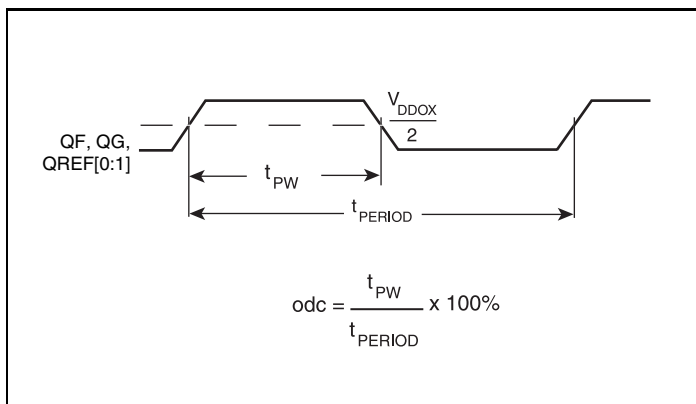 V_DDOX
2
QF, QG,
QREF[0:1]
t_PW
t_PERIOD
odc = t_PW x 100%
t_PERIOD